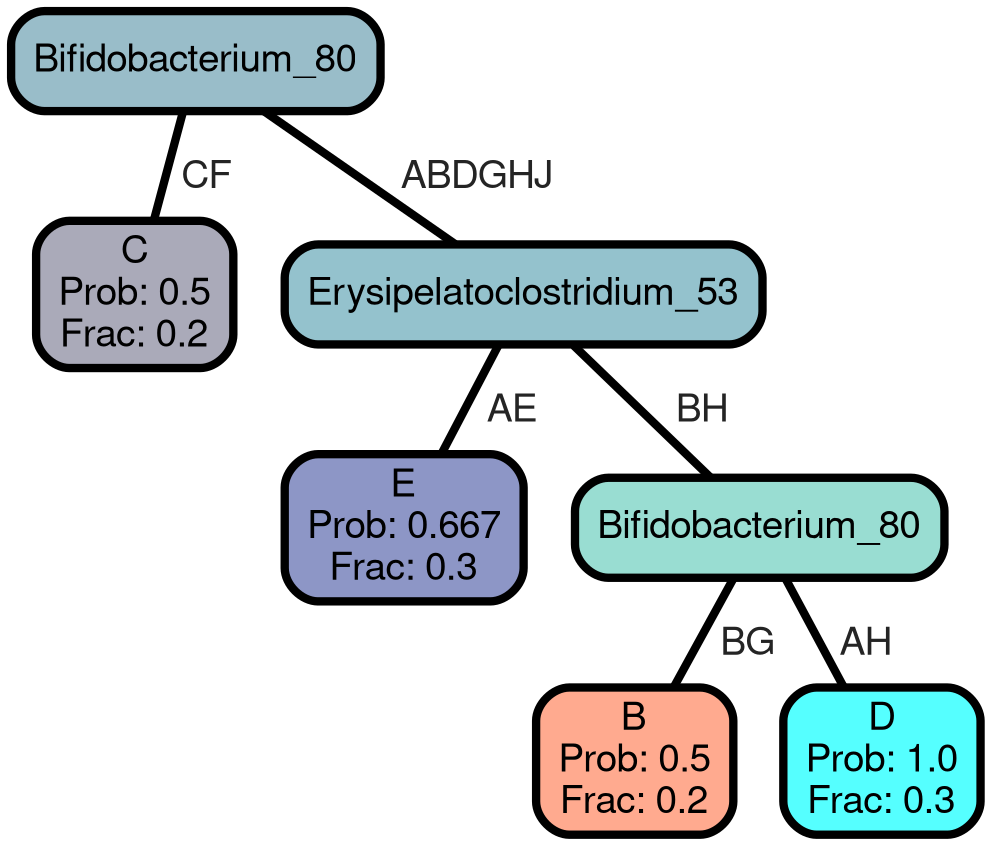 Bifidobacterium_80
CF
ABDGHJ
C
Prob: 0.5
Frac: 0.2
Erysipelatoclostridium_53
AE
BH
E
Prob: 0.667
Frac: 0.3
Bifidobacterium_80
BG
AH
B
Prob: 0.5
Frac: 0.2
D
Prob: 1.0
Frac: 0.3